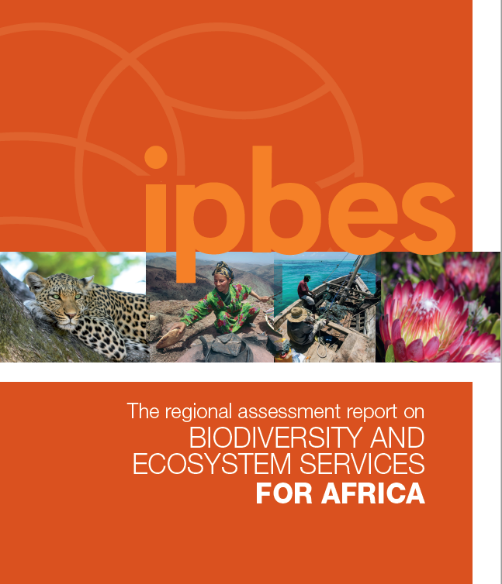 ipbes
The regional assessment report on
BIODIVERSITY AND
ECOSYSTEM SERVICES
FOR AFRICA